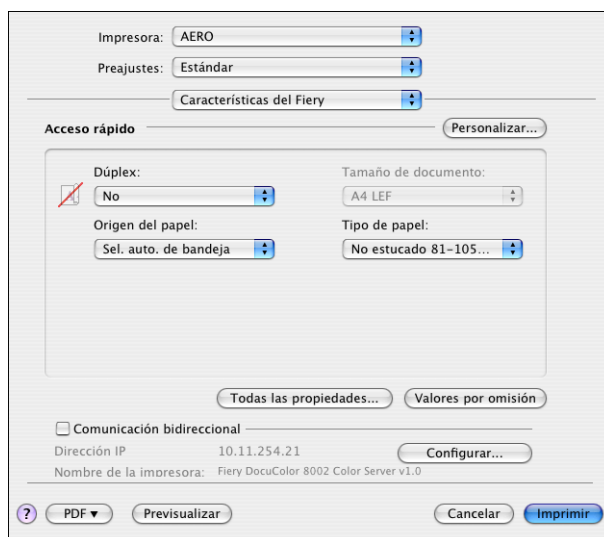 Impresora: AERO
Preajustes: Estándar
Características del Fiery
Acceso rápido Personalizar...
Dúplex: Tamaño de documento:
No A4 LEF
Origen del papel: Tipo de papel:
Sel. auto. de bandeja No estucado 81-105...
Todas las propiedades... Valores por omisión
Comunicación bidireccional
Dirección IP 10.11.254.21 Configurar...
Nombre de la impresora: Fiery DocuColor 8002 Color Server v1.0
? PDF ▼ Previsualizar Cancelar Imprimir